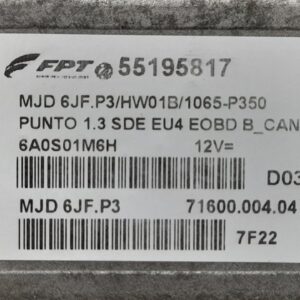 FPT 55195817
MJD 6JF.P3/HW01B/1065-P350
PUNTO 1.3 SDE EU4 EOBD B_CAN
6A0S01M6H 12V=
D03
MJD 6JF.P3 71600.004.04
7F22